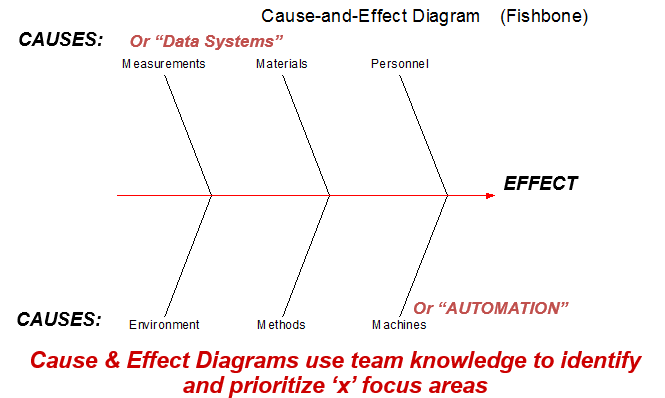 Cause-and-Effect Diagram (Fishbone)
CAUSES: Or “Data Systems”
Measurements Materials Personnel
EFFECT
Or “AUTOMATION”
CAUSES: Environment Methods Machines
Cause & Effect Diagrams use team knowledge to identify
and prioritize ‘x’ focus areas